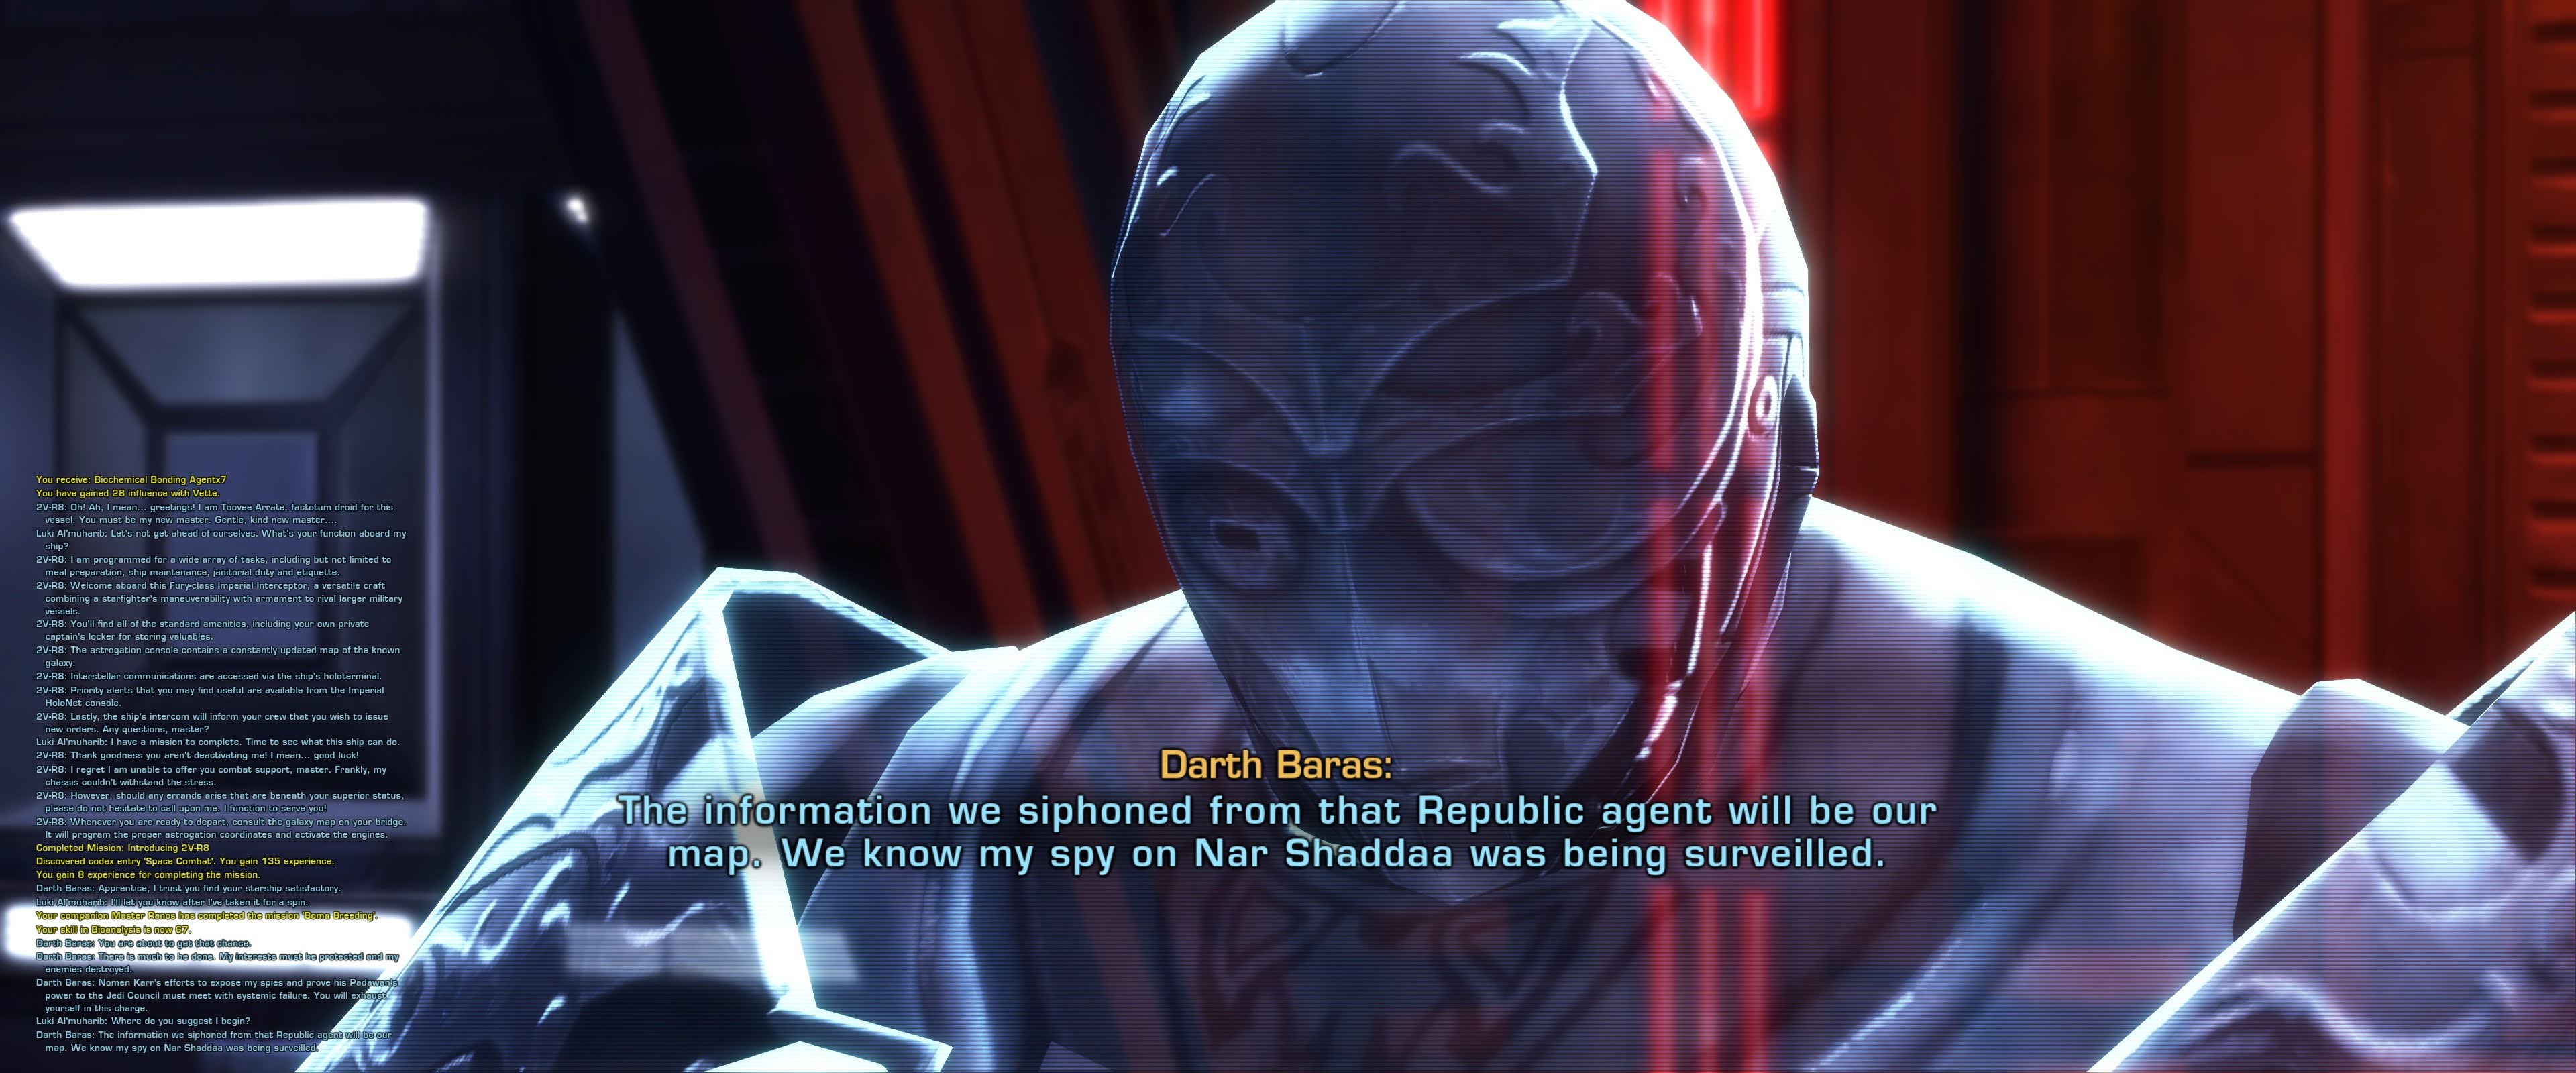 You receive: Biochemical Bonding Agentx7
You have gained 28 influence with Vette.
2V-R8: Oh! Ah, I mean... greetings! I am Toovee Arrate, factotum droid for this
vessel. You must be my new master. Gentle, kind new master....
Luki Al'muharib: Let's not get ahead of ourselves. What's your function aboard my
ship?
2V-R8: I am programmed for a wide array of tasks, including but not limited to
meal preparation, ship maintenance, janitorial duty and etiquette.
2V-R8: Welcome aboard this Fury-class Imperial Interceptor, a versatile craft
combining a starfighter's maneuverability with armament to rival larger military
vessels.
2V-R8: You'll find all of the standard amenities, including your own private
captain's locker for storing valuables.
2V-R8: The astrogation console contains a constantly updated map of the known
galaxy.
2V-R8: Interstellar communications are accessed via the ship's holoterminal.
2V-R8: Priority alerts that you may find useful are available from the Imperial
HoloNet console.
2V-R8: Lastly, the ship's intercom will inform your crew that you wish to issue
new orders. Any questions, master?
Luki Al'muharib: I have a mission to complete. Time to see what this ship can do.
2V-R8: Thank goodness you aren't deactivating me! I mean... good luck!
2V-R8: I regret I am unable to offer you combat support, master. Frankly, my
chassis couldn't withstand the stress.
2V-R8: However, should any errands arise that are beneath your superior status,
please do not hesitate to call upon me. I function to serve you!
2V-R8: Whenever you are ready to depart, consult the galaxy map on your bridge.
It will program the proper astrogation coordinates and activate the engines.
Completed Mission: Introducing 2V-R8
Discovered codex entry 'Space Combat'. You gain 135 experience.
You gain 8 experience for completing the mission.
Darth Baras: Apprentice, I trust you find your starship satisfactory.
Luki Al'muharib: I'll let you know after I've taken it for a spin.
Your companion Master Ranos has completed the mission 'Boma Breeding'.
Your skill in Bioanalysis is now 67.
Darth Baras: You are about to get that chance.
Darth Baras: There is much to be done. My interests must be protected and my
enemies destroyed.
Darth Baras: Nomen Karr's efforts to expose my spies and prove his Padawan's
power to the Jedi Council must meet with systemic failure. You will exhaust
yourself in this charge.
Luki Al'muharib: Where do you suggest I begin?
Darth Baras: The information we siphoned from that Republic agent will be our
map. We know my spy on Nar Shaddaa was being surveilled.
Darth Baras:
The information we siphoned from that Republic agent will be our
map. We know my spy on Nar Shaddaa was being surveilled.